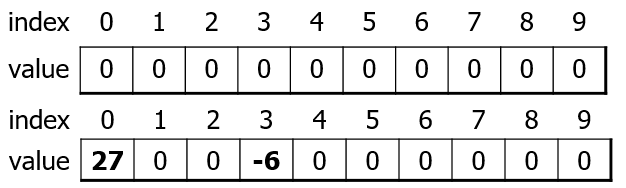 index 0 1 2 3 4 5 6 7 8 9
value 0 0 0 0 0 0 0 0 0 0
index 0 1 2 3 4 5 6 7 8 9
value 27 0 0 -6 0 0 0 0 0 0